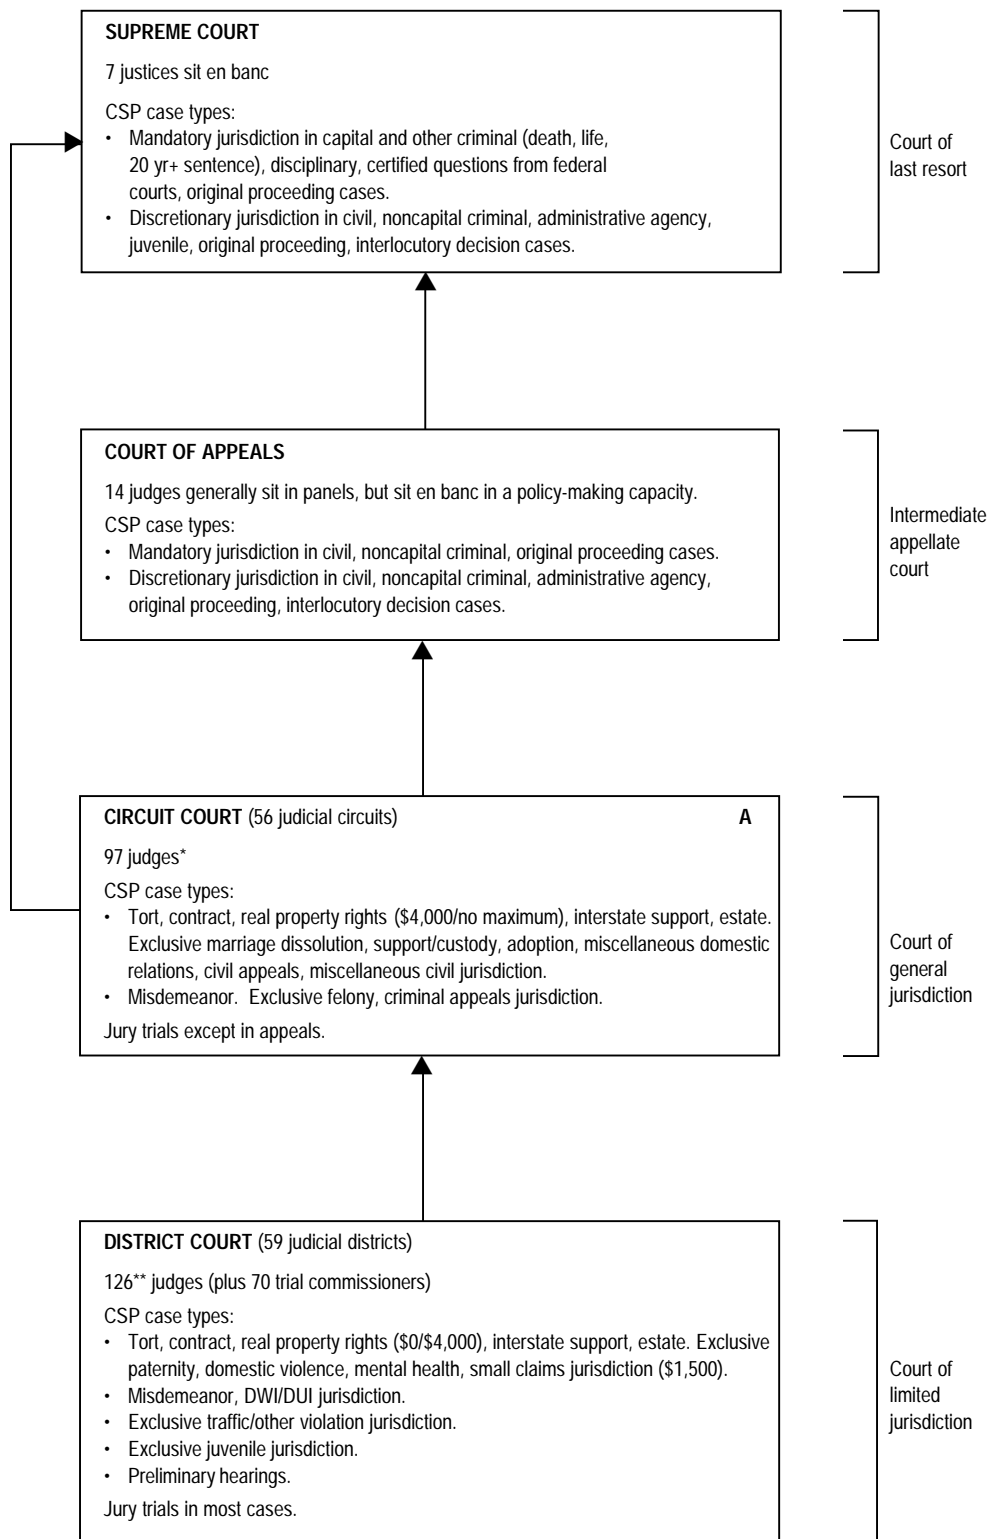 SUPREME COURT
7 justices sit en banc
CSP case types:
• Mandatory jurisdiction in capital and other criminal (death, life,
20 yr+ sentence), disciplinary, certified questions from federal
courts, original proceeding cases.
• Discretionary jurisdiction in civil, noncapital criminal, administrative agency,
juvenile, original proceeding, interlocutory decision cases.
Court of
last resort
COURT OF APPEALS
14 judges generally sit in panels, but sit en banc in a policy-making capacity.
CSP case types:
• Mandatory jurisdiction in civil, noncapital criminal, original proceeding cases.
• Discretionary jurisdiction in civil, noncapital criminal, administrative agency,
original proceeding, interlocutory decision cases.
Intermediate
appellate
court
CIRCUIT COURT (56 judicial circuits) A
97 judges*
CSP case types:
• Tort, contract, real property rights ($4,000/no maximum), interstate support, estate.
Exclusive marriage dissolution, support/custody, adoption, miscellaneous domestic
relations, civil appeals, miscellaneous civil jurisdiction.
• Misdemeanor. Exclusive felony, criminal appeals jurisdiction.
Jury trials except in appeals.
Court of
general
jurisdiction
DISTRICT COURT (59 judicial districts)
126** judges (plus 70 trial commissioners)
CSP case types:
• Tort, contract, real property rights ($0/$4,000), interstate support, estate. Exclusive
paternity, domestic violence, mental health, small claims jurisdiction ($1,500).
• Misdemeanor, DWI/DUI jurisdiction.
• Exclusive traffic/other violation jurisdiction.
• Exclusive juvenile jurisdiction.
• Preliminary hearings.
Jury trials in most cases.
Court of
limited
jurisdiction